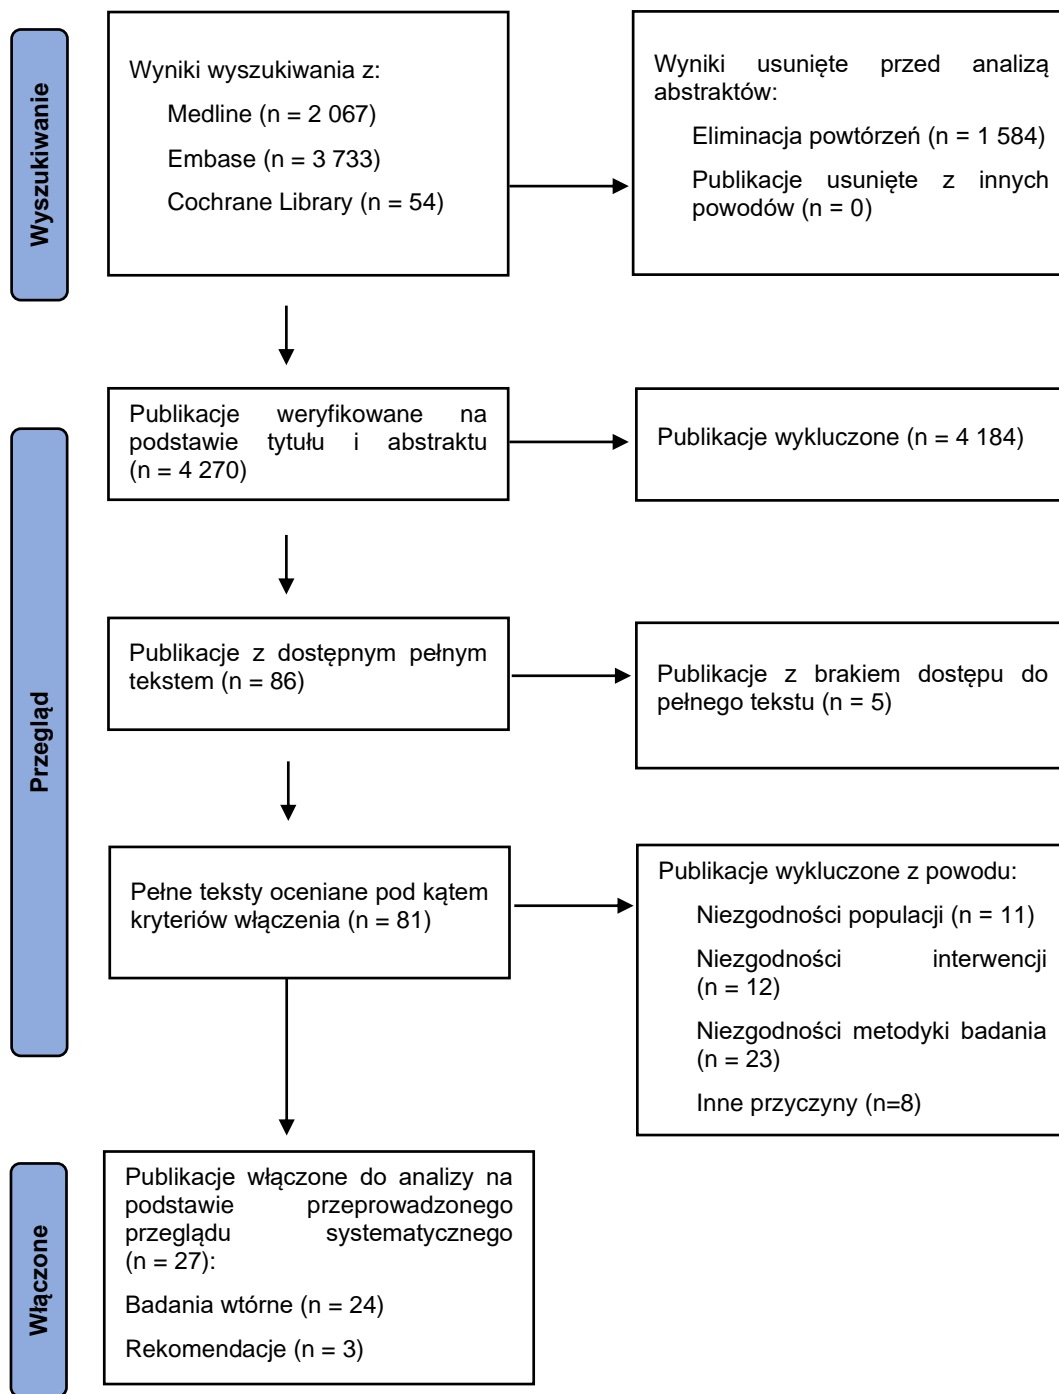 Wyszukiwanie
Wyniki wyszukiwania z:
Medline (n = 2 067)
Embase (n = 3 733)
Cochrane Library (n = 54)
Wyniki usunięte przed analizą
abstraktów:
Eliminacja powtórzeń (n = 1 584)
Publikacje usunięte z innych
powodów (n = 0)
Przegląd
Publikacje weryfikowane na
podstawie tytułu i abstraktu
(n = 4 270)
Publikacje wykluczone (n = 4 184)
Publikacje z dostępnym pełnym
tekstem (n = 86)
Publikacje z brakiem dostępu do
pełnego tekstu (n = 5)
Pełne teksty oceniane pod kątem
kryteriów włączenia (n = 81)
Publikacje wykluczone z powodu:
Niezgodności populacji (n = 11)
Niezgodności interwencji
(n = 12)
Niezgodności metodyki badania
(n = 23)
Inne przyczyny (n=8)
Włączone
Publikacje włączone do analizy na
podstawie przeprowadzonego
przeglądu systematycznego
(n = 27):
Badania wtórne (n = 24)
Rekomendacje (n = 3)